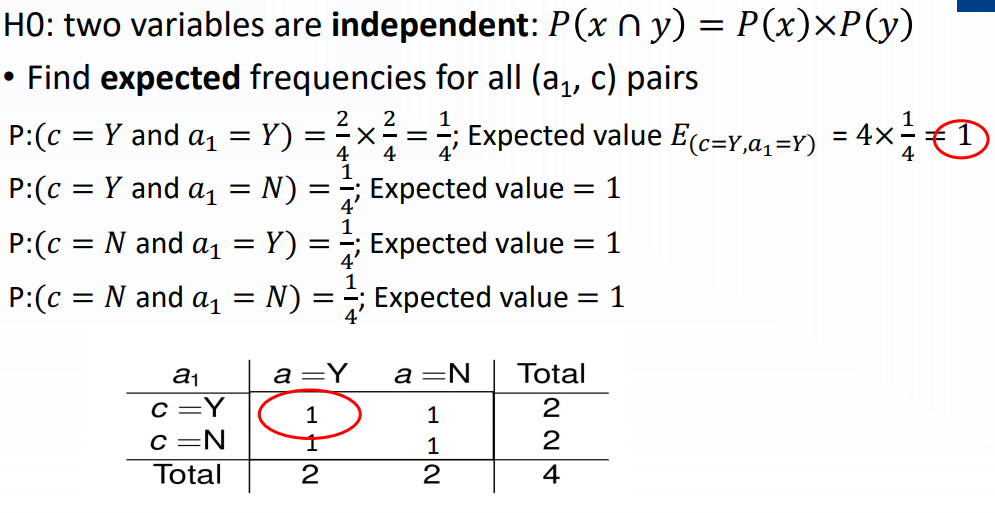 H0: two variables are independent: P(x ∩ y) = P(x)×P(y)
• Find expected frequencies for all (a₁, c) pairs
P:(c = Y and a₁ = Y) = 2/4 × 2/4 = 1/4; Expected value E(c=Y,a₁=Y) = 4× 1/4 = 1
P:(c = Y and a₁ = N) = 1/4; Expected value = 1
P:(c = N and a₁ = Y) = 1/4; Expected value = 1
P:(c = N and a₁ = N) = 1/4; Expected value = 1
a₁ a =Y a =N Total
c =Y 1 1 2
c =N 1 1 2
Total 2 2 4